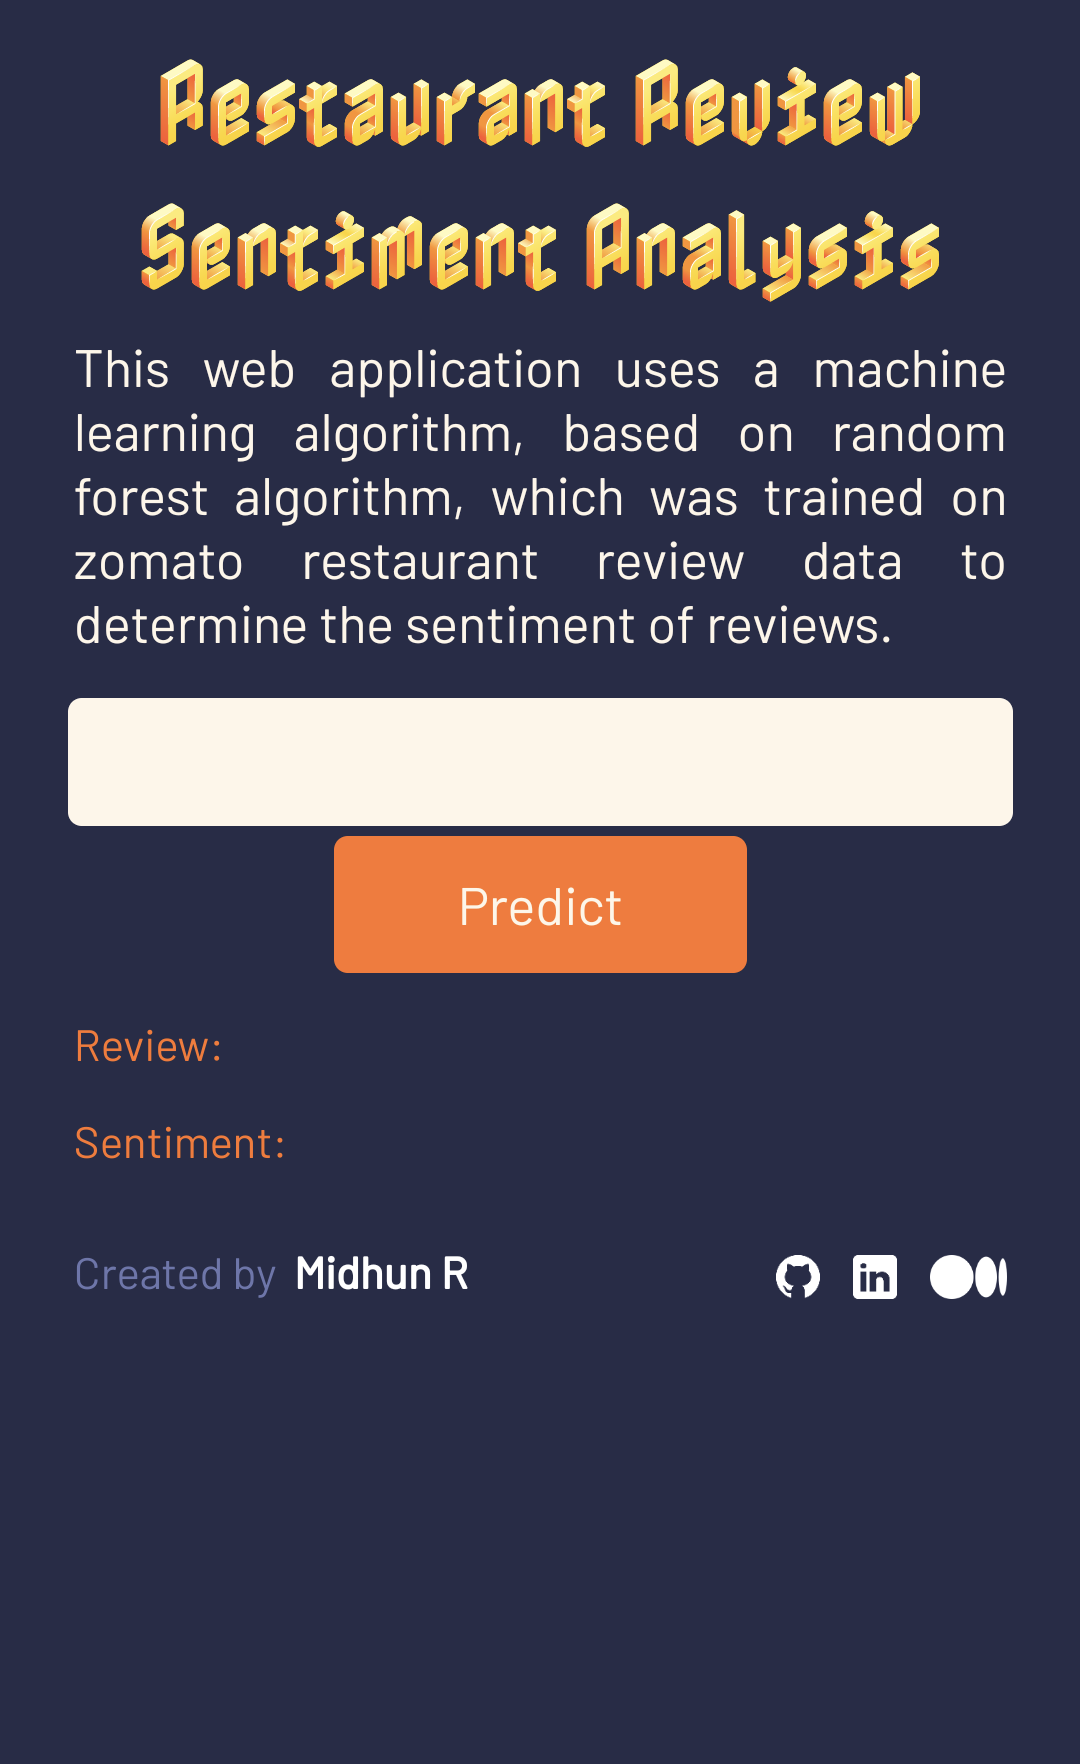 Restaurant Review
Sentiment Analysis
This web application uses a machine
learning algorithm, based on random
forest algorithm, which was trained on
zomato restaurant review data to
determine the sentiment of reviews.
Predict
Review:
Sentiment:
Created by Midhun R
in